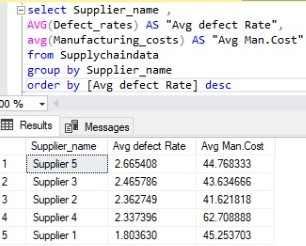 select Supplier_name ,
AVG(Defect_rates) AS "Avg defect Rate",
avg(Manufacturing_costs) AS "Avg Man.Cost"
from Supplychaindata
group by Supplier_name
order by [Avg defect Rate] desc
00 %
Results Messages
Supplier_name Avg defect Rate Avg Man.Cost
1 Supplier 5 2.665408 44.768333
2 Supplier 3 2.465786 43.634666
3 Supplier 2 2.362749 41.621818
4 Supplier 4 2.337396 62.708888
5 Supplier 1 1.803630 45.253703